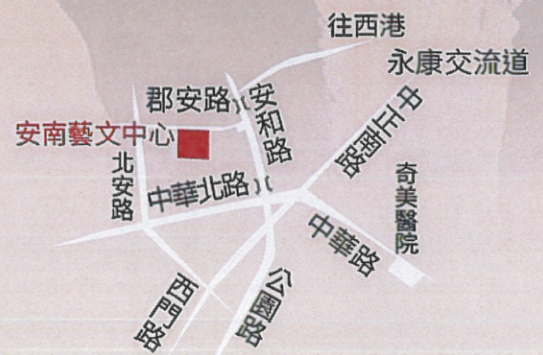 往西港
永康交流道
郡安路
安和路
中正南路
安南藝文中心
北安路
中華北路
奇美醫院
中華路
西門路
公園路